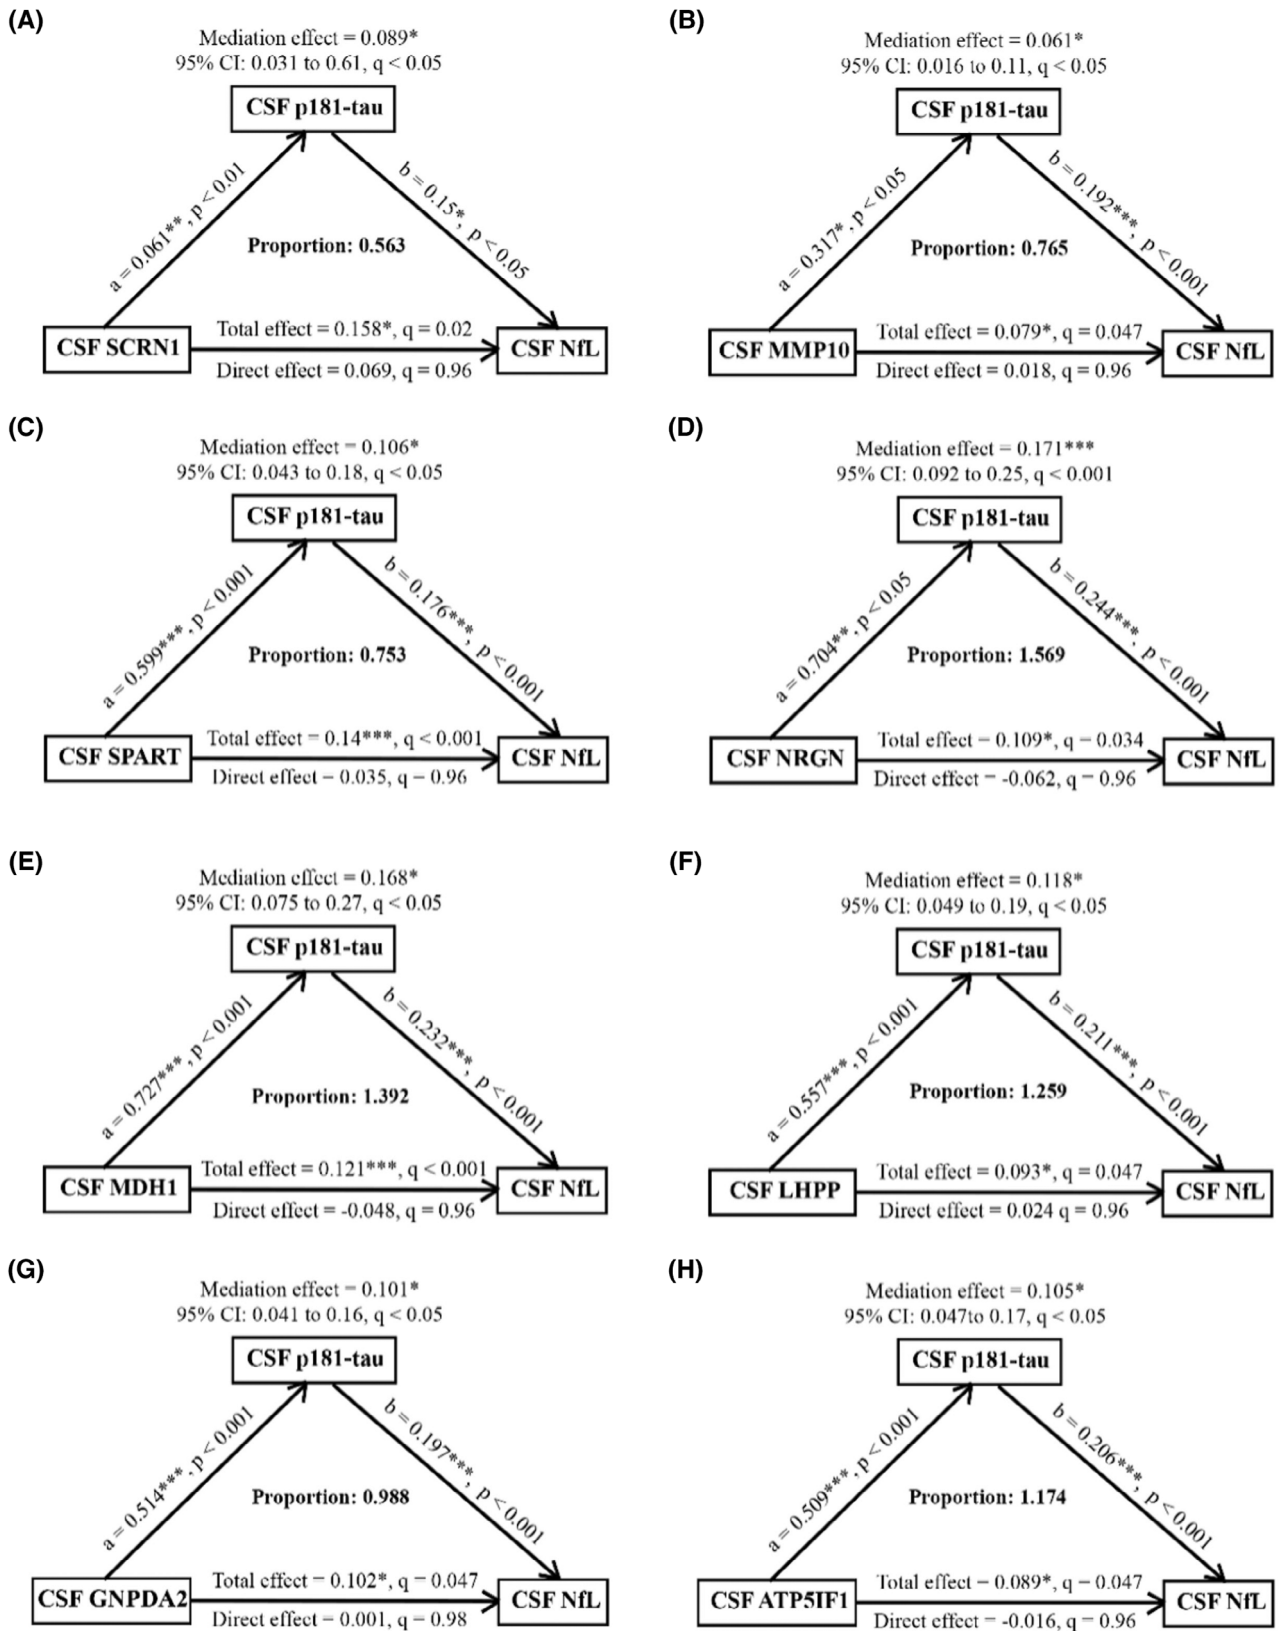 (A)
Mediation effect = 0.089*
95% CI: 0.031 to 0.61, q < 0.05
CSF p181-tau
a = 0.061**, p < 0.01
b = 0.15*, p < 0.05
Proportion: 0.563
CSF SCRN1
Total effect = 0.158*, q = 0.02
Direct effect = 0.069, q = 0.96
CSF NfL
(B)
Mediation effect = 0.061*
95% CI: 0.016 to 0.11, q < 0.05
CSF p181-tau
a = 0.317*, p < 0.05
b = 0.192***, p < 0.001
Proportion: 0.765
CSF MMP10
Total effect = 0.079*, q = 0.047
Direct effect = 0.018, q = 0.96
CSF NfL
(C)
Mediation effect = 0.106*
95% CI: 0.043 to 0.18, q < 0.05
CSF p181-tau
a = 0.599***, p < 0.001
b = 0.176***, p < 0.001
Proportion: 0.753
CSF SPART
Total effect = 0.14***, q < 0.001
Direct effect = 0.035, q = 0.96
CSF NfL
(D)
Mediation effect = 0.171***
95% CI: 0.092 to 0.25, q < 0.001
CSF p181-tau
a = 0.704**, p < 0.05
b = 0.244***, p < 0.001
Proportion: 1.569
CSF NRGN
Total effect = 0.109*, q = 0.034
Direct effect = -0.062, q = 0.96
CSF NfL
(E)
Mediation effect = 0.168*
95% CI: 0.075 to 0.27, q < 0.05
CSF p181-tau
a = 0.727***, p < 0.001
b = 0.232***, p < 0.001
Proportion: 1.392
CSF MDH1
Total effect = 0.121***, q < 0.001
Direct effect = -0.048, q = 0.96
CSF NfL
(F)
Mediation effect = 0.118*
95% CI: 0.049 to 0.19, q < 0.05
CSF p181-tau
a = 0.557***, p < 0.001
b = 0.211***, p < 0.001
Proportion: 1.259
CSF LHPP
Total effect = 0.093*, q = 0.047
Direct effect = 0.024 q = 0.96
CSF NfL
(G)
Mediation effect = 0.101*
95% CI: 0.041 to 0.16, q < 0.05
CSF p181-tau
a = 0.514***, p < 0.001
b = 0.197***, p < 0.001
Proportion: 0.988
CSF GNPDA2
Total effect = 0.102*, q = 0.047
Direct effect = 0.001, q = 0.98
CSF NfL
(H)
Mediation effect = 0.105*
95% CI: 0.047to 0.17, q < 0.05
CSF p181-tau
a = 0.509***, p < 0.001
b = 0.206***, p < 0.001
Proportion: 1.174
CSF ATP5IF1
Total effect = 0.089*, q = 0.047
Direct effect = -0.016, q = 0.96
CSF NfL